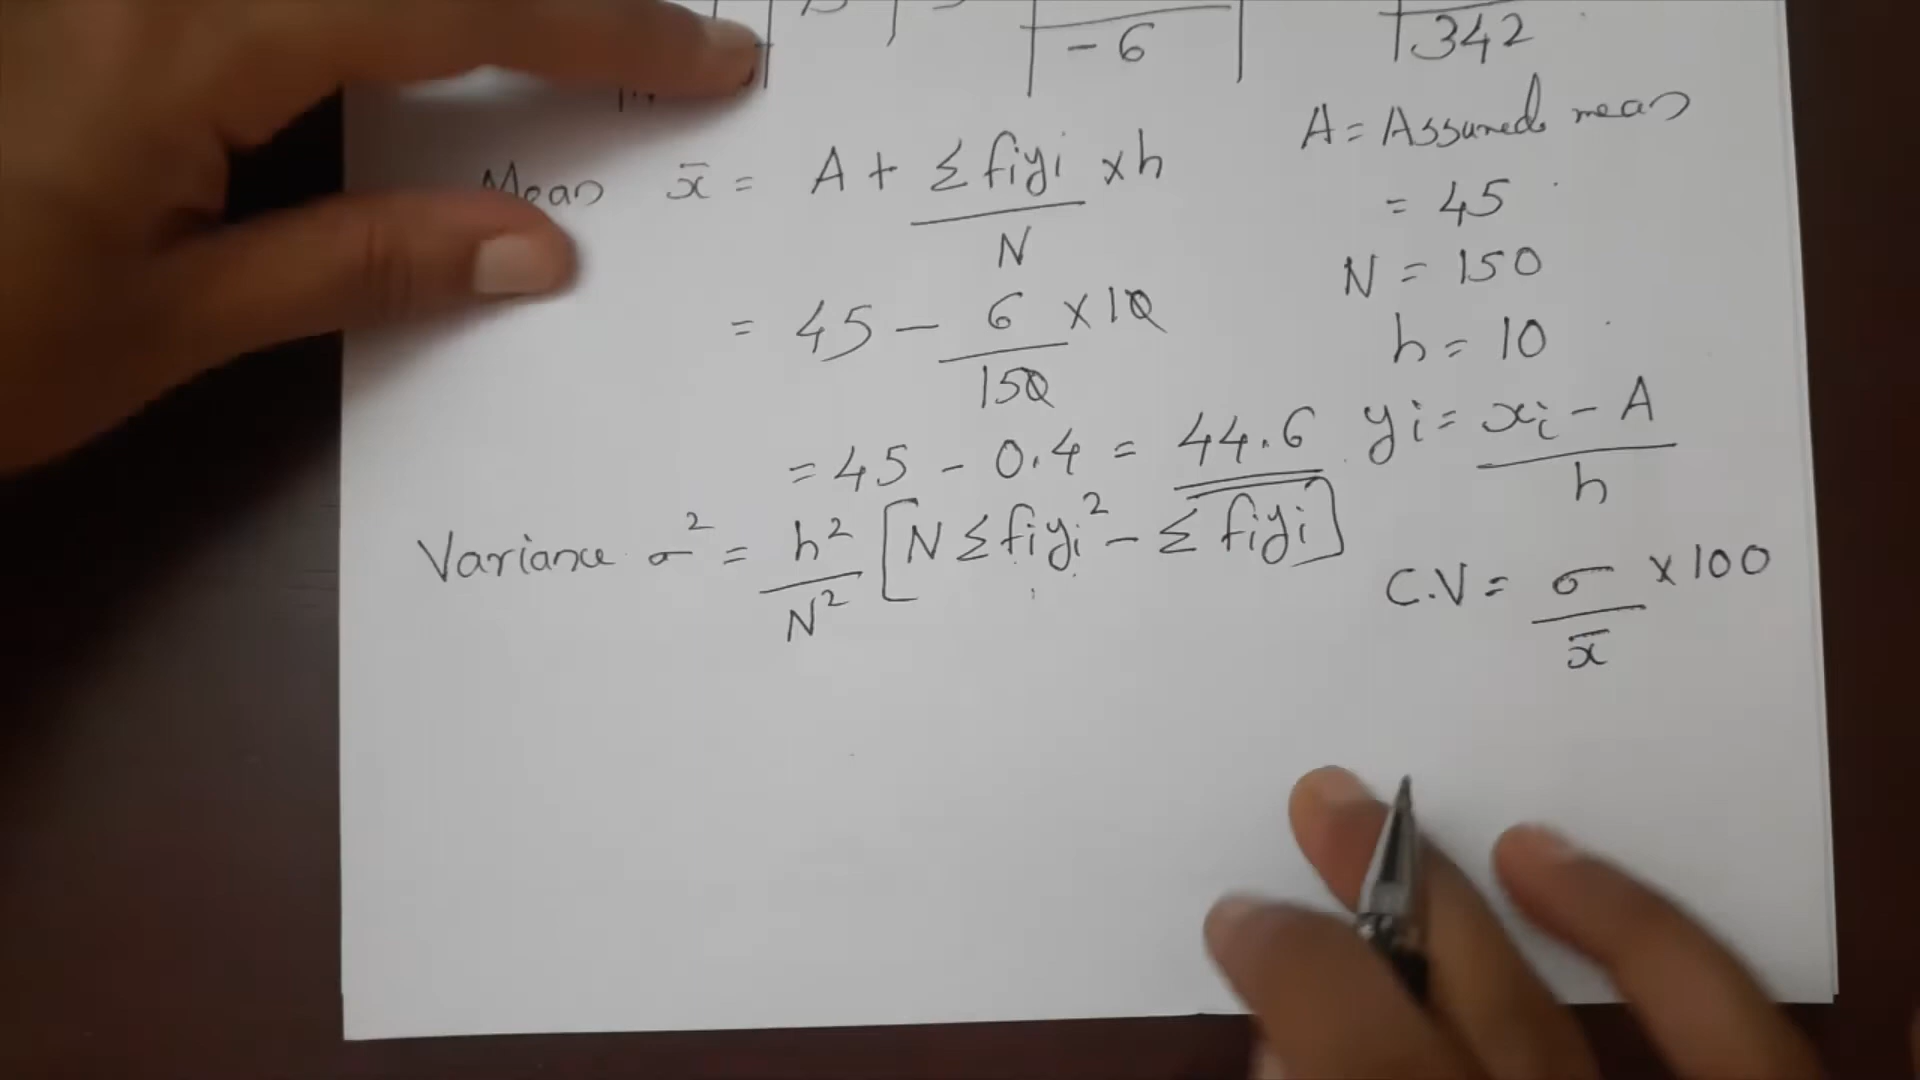 - 6 342
A = Assumed mean
Mean x̄ = A + Σfiyi/N × h
= 45
N = 150
= 45 - 6/150 × 10
h = 10
yi = xi - A/h
= 45 - 0.4 = 44.6
Variance σ² = h²/N² [NΣfiyi² - Σfiyi]
C.V = σ/x̄ × 100